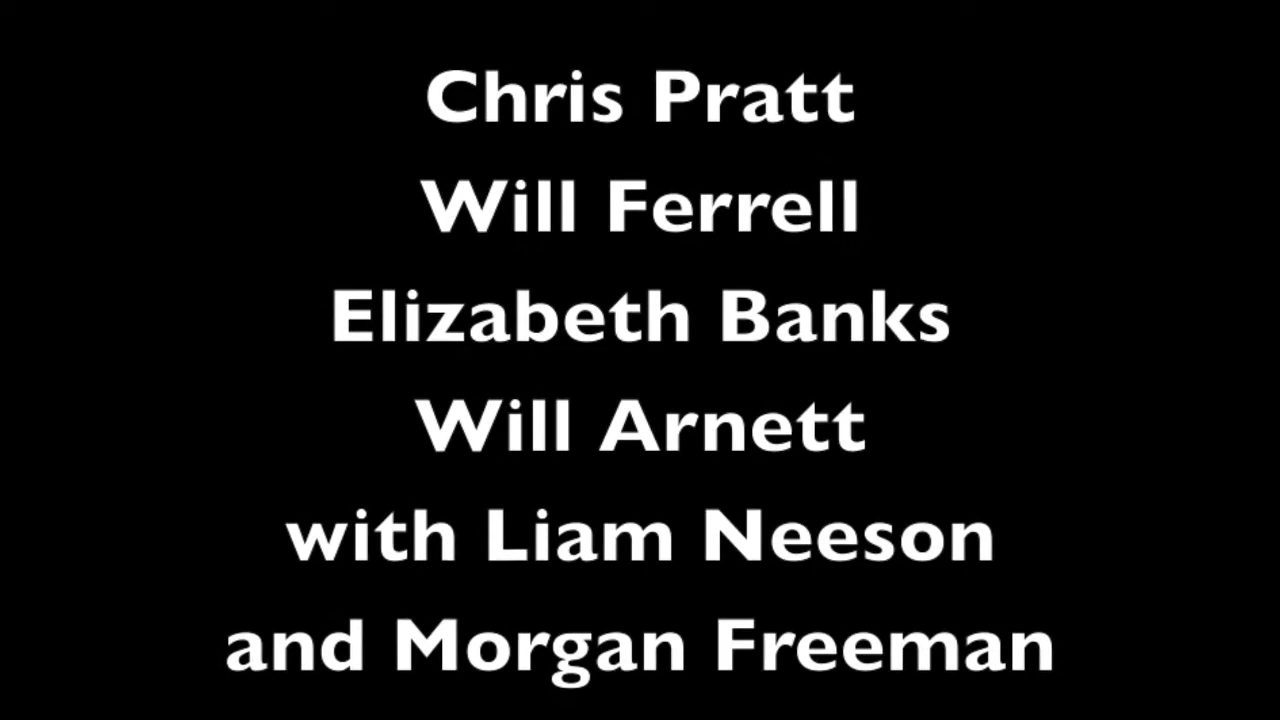 Chris Pratt
Will Ferrell
Elizabeth Banks
Will Arnett
with Liam Neeson
and Morgan Freeman